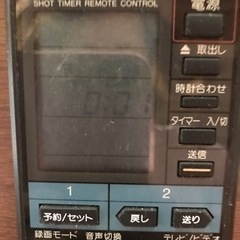 SHOT TIMER REMOTE CONTROL
電源
取出し
時計合わせ
タイマー 入/切
送信
1 2
予約/セット 戻し 送り
録画モード 音声切換 テレビ/ビデオ